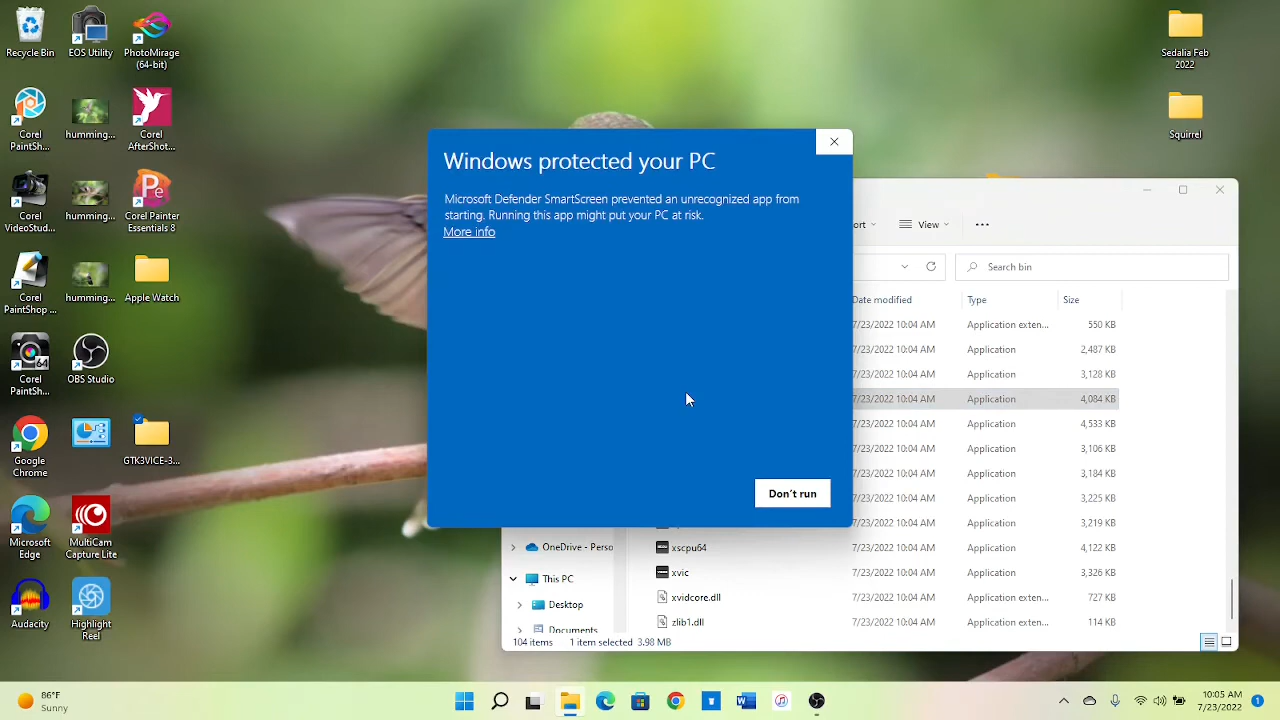 Recycle Bin
EOS Utility
PhotoMirage
(64-bit)
Corel
PaintSh...
humming...
Corel
AfterShot...
Corel
VideoStud...
humming...
Corel Painter
Essentials 8
Corel
PaintShop ...
humming...
Apple Watch
64
Corel
PaintSh...
OBS Studio
Google
Chrome
GTK3VICE-3...
Microsoft
Edge
MultiCam
Capture Lite
Audacity
Highlight
Reel
Sedalia Feb
2022
Squirrel
Windows protected your PC
Microsoft Defender SmartScreen prevented an unrecognized app from
starting. Running this app might put your PC at risk.
More info
Don't run
ort
View
Search bin
Date modified Type Size
7/23/2022 10:04 AM Application exten... 550 KB
7/23/2022 10:04 AM Application 2,487 KB
7/23/2022 10:04 AM Application 3,128 KB
7/23/2022 10:04 AM Application 4,084 KB
7/23/2022 10:04 AM Application 4,533 KB
7/23/2022 10:04 AM Application 3,106 KB
7/23/2022 10:04 AM Application 3,184 KB
7/23/2022 10:04 AM Application 3,225 KB
7/23/2022 10:04 AM Application 3,219 KB
xscpu64 7/23/2022 10:04 AM Application 4,122 KB
xvic 7/23/2022 10:04 AM Application 3,326 KB
xvidcore.dll 7/23/2022 10:04 AM Application exten... 727 KB
zlib1.dll 7/23/2022 10:04 AM Application exten... 114 KB
OneDrive - Perso
This PC
Desktop
Documents
104 items 1 item selected 3.98 MB
86°F
Sunny
10:05 AM
7/23/2022
1